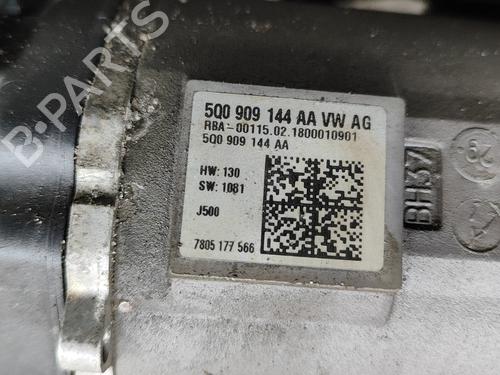 B-PARTS
5Q0 909 144 AA VW AG
RBA-00115.02.1800010901
5Q0 909 144 AA
HW: 130
SW: 1081
J500
7805 177 566
BH37
29